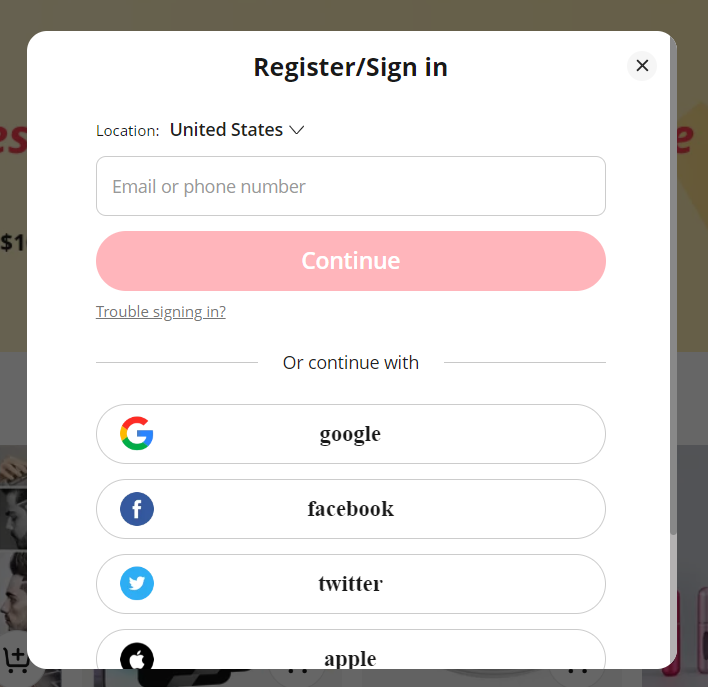 Register/Sign in
Location: United States
Email or phone number
Continue
Trouble signing in?
Or continue with
google
facebook
twitter
apple